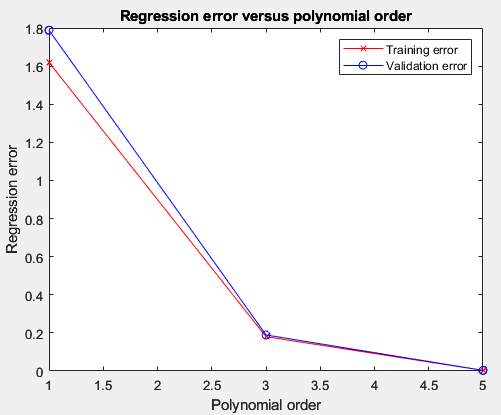 Regression error versus polynomial order
Training error
Validation error
1.8
1.6
1.4
1.2
1
0.8
0.6
0.4
0.2
0
Regression error
1 1.5 2 2.5 3 3.5 4 4.5 5
Polynomial order